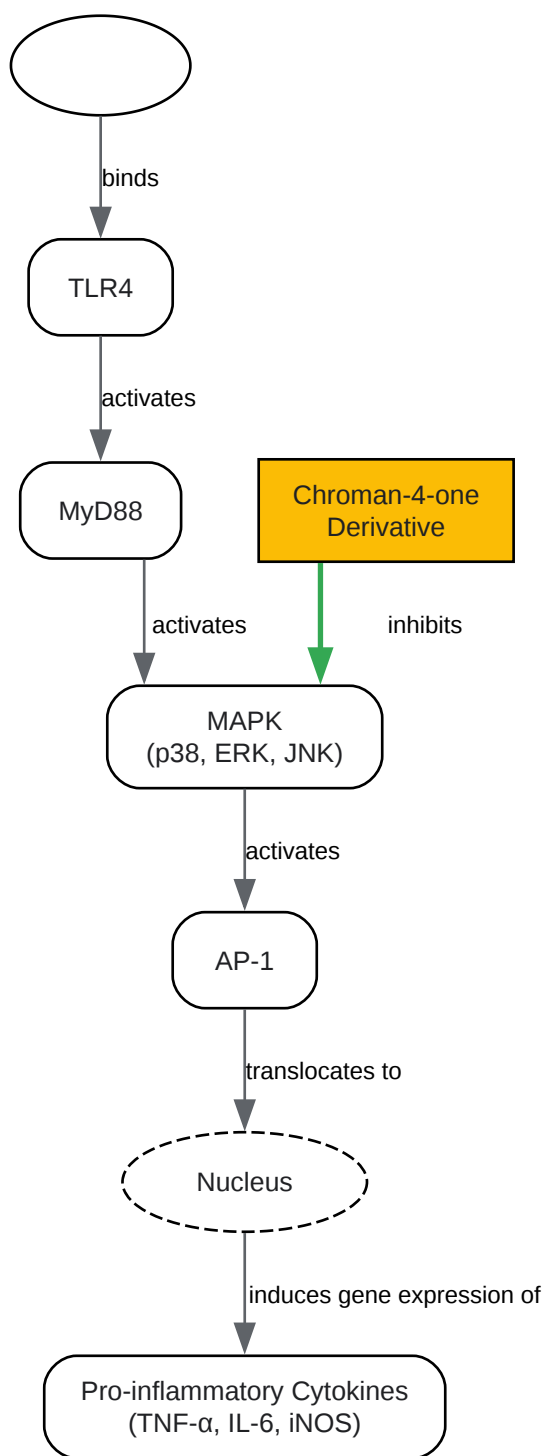 binds
TLR4
activates
MyD88
Chroman-4-one
Derivative
activates
inhibits
MAPK
(p38, ERK, JNK)
activates
AP-1
translocates to
Nucleus
induces gene expression of
Pro-inflammatory Cytokines
(TNF-α, IL-6, iNOS)